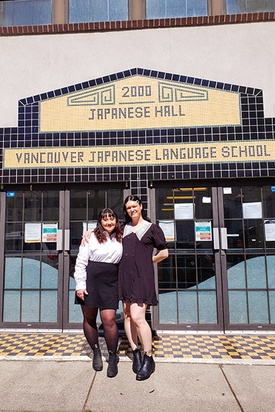 2000
JAPANESE HALL
VANCOUVER JAPANESE LANGUAGE SCHOOL